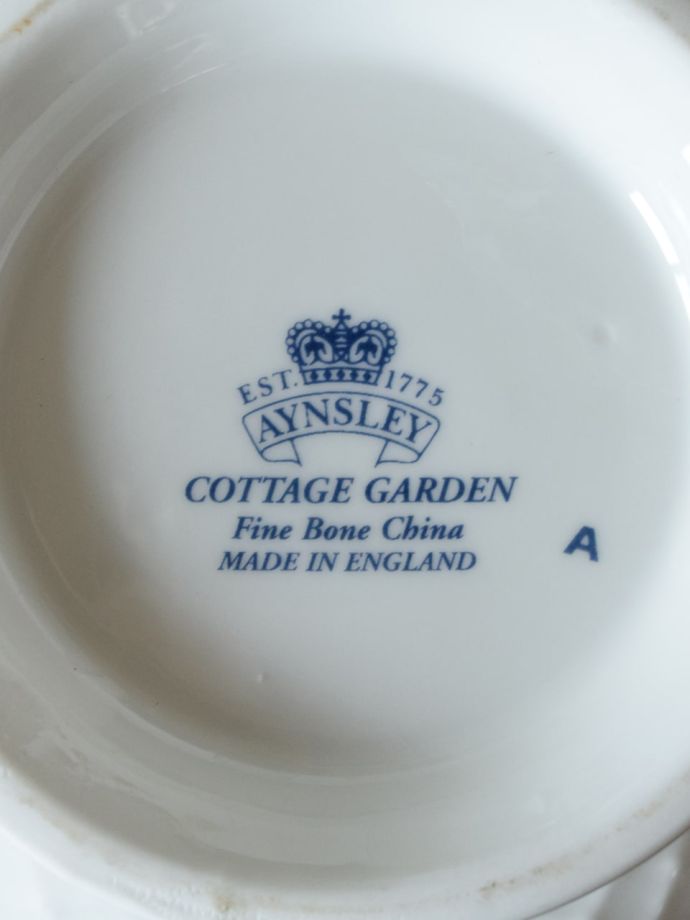 EST. 1775
AYNSLEY
COTTAGE GARDEN
Fine Bone China
MADE IN ENGLAND
A